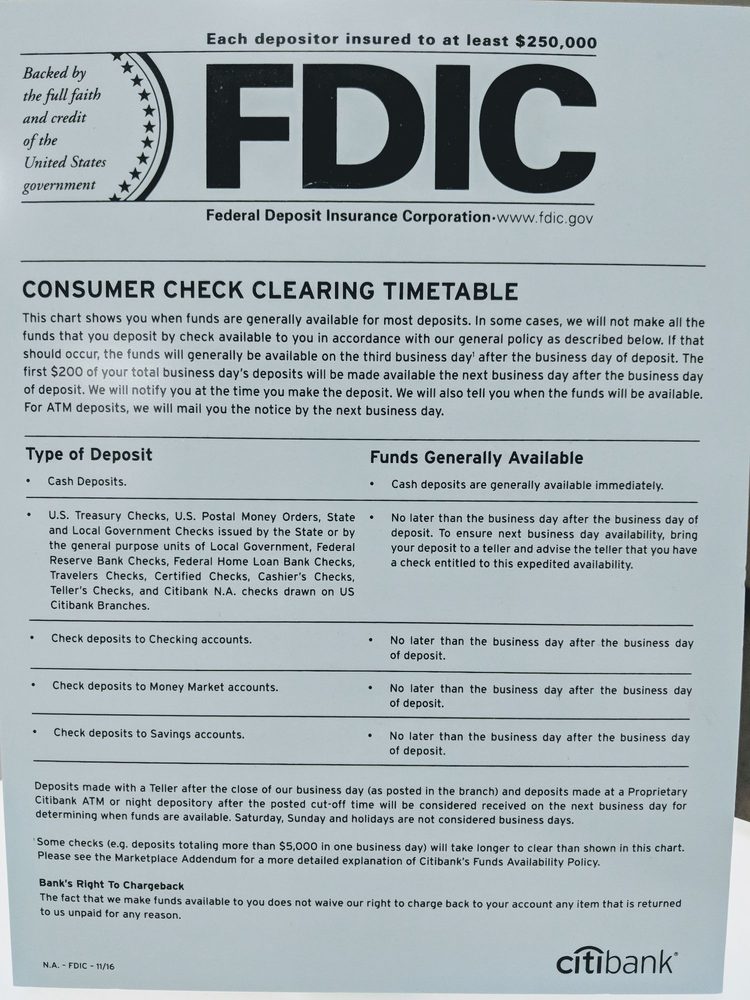 Each depositor insured to at least $250,000
Backed by
the full faith
and credit
of the
United States
government
FDIC
Federal Deposit Insurance Corporation•www.fdic.gov
CONSUMER CHECK CLEARING TIMETABLE
This chart shows you when funds are generally available for most deposits. In some cases, we will not make all the
funds that you deposit by check available to you in accordance with our general policy as described below. If that
should occur, the funds will generally be available on the third business day¹ after the business day of deposit. The
first $200 of your total business day's deposits will be made available the next business day after the business day
of deposit. We will notify you at the time you make the deposit. We will also tell you when the funds will be available.
For ATM deposits, we will mail you the notice by the next business day.
Type of Deposit
Funds Generally Available
• Cash Deposits.
• Cash deposits are generally available immediately.
• U.S. Treasury Checks, U.S. Postal Money Orders, State
and Local Government Checks issued by the State or by
the general purpose units of Local Government, Federal
Reserve Bank Checks, Federal Home Loan Bank Checks,
Travelers Checks, Certified Checks, Cashier's Checks,
Teller's Checks, and Citibank N.A. checks drawn on US
Citibank Branches.
• No later than the business day after the business day of
deposit. To ensure next business day availability, bring
your deposit to a teller and advise the teller that you have
a check entitled to this expedited availability.
• Check deposits to Checking accounts.
• No later than the business day after the business day
of deposit.
• Check deposits to Money Market accounts.
• No later than the business day after the business day
of deposit.
• Check deposits to Savings accounts.
• No later than the business day after the business day
of deposit.
Deposits made with a Teller after the close of our business day (as posted in the branch) and deposits made at a Proprietary
Citibank ATM or night depository after the posted cut-off time will be considered received on the next business day for
determining when funds are available. Saturday, Sunday and holidays are not considered business days.
¹Some checks (e.g. deposits totaling more than $5,000 in one business day) will take longer to clear than shown in this chart.
Please see the Marketplace Addendum for a more detailed explanation of Citibank's Funds Availability Policy.
Bank's Right To Chargeback
The fact that we make funds available to you does not waive our right to charge back to your account any item that is returned
to us unpaid for any reason.
N.A. - FDIC - 11/16
citibank®